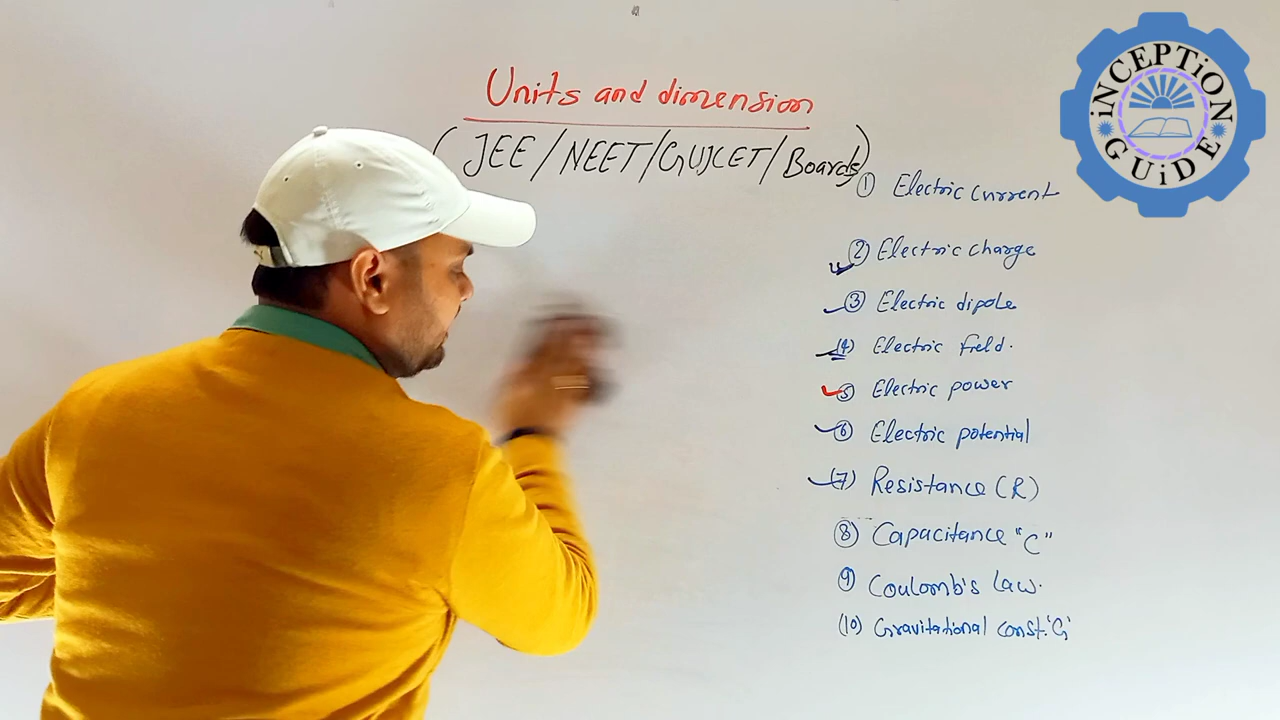 Units and dimension
(JEE/NEET/GUJCET/Boards)
① Electric current
② Electric charge
③ Electric dipole
(4) Electric field.
⑤ Electric power
⑥ Electric potential
(7) Resistance (R)
⑧ Capacitance "C"
⑨ Coulomb's law.
(10) Gravitational const. 'G'
iNCEPTiON
GUiDE